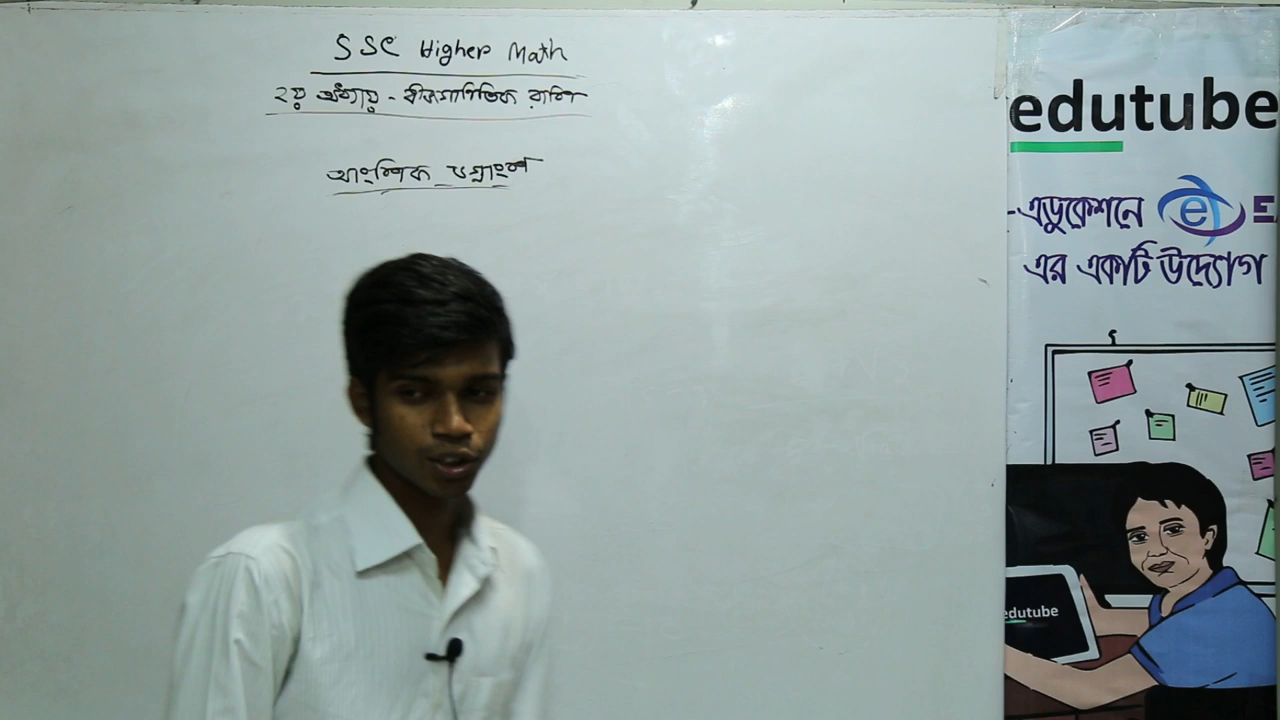 SSC Higher Math
২য় অধ্যায় - বীজগাণিতিক রাশি
আংশিক ভগ্নাংশ
edutube
-এডুকেশনে e E
এর একটি উদ্যোগ
edutube